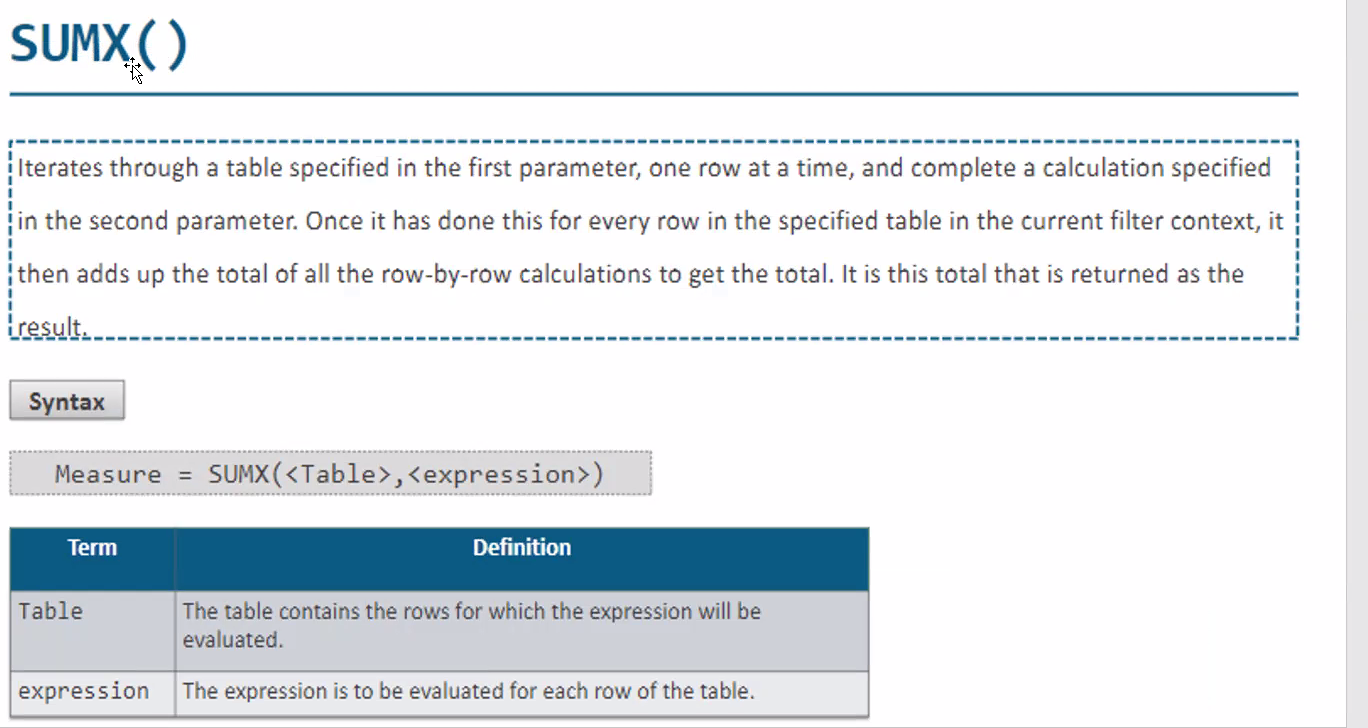 SUMX()
Iterates through a table specified in the first parameter, one row at a time, and complete a calculation specified
in the second parameter. Once it has done this for every row in the specified table in the current filter context, it
then adds up the total of all the row-by-row calculations to get the total. It is this total that is returned as the
result.
Syntax
Measure = SUMX(<Table>,<expression>)
Term Definition
Table The table contains the rows for which the expression will be
evaluated.
expression The expression is to be evaluated for each row of the table.